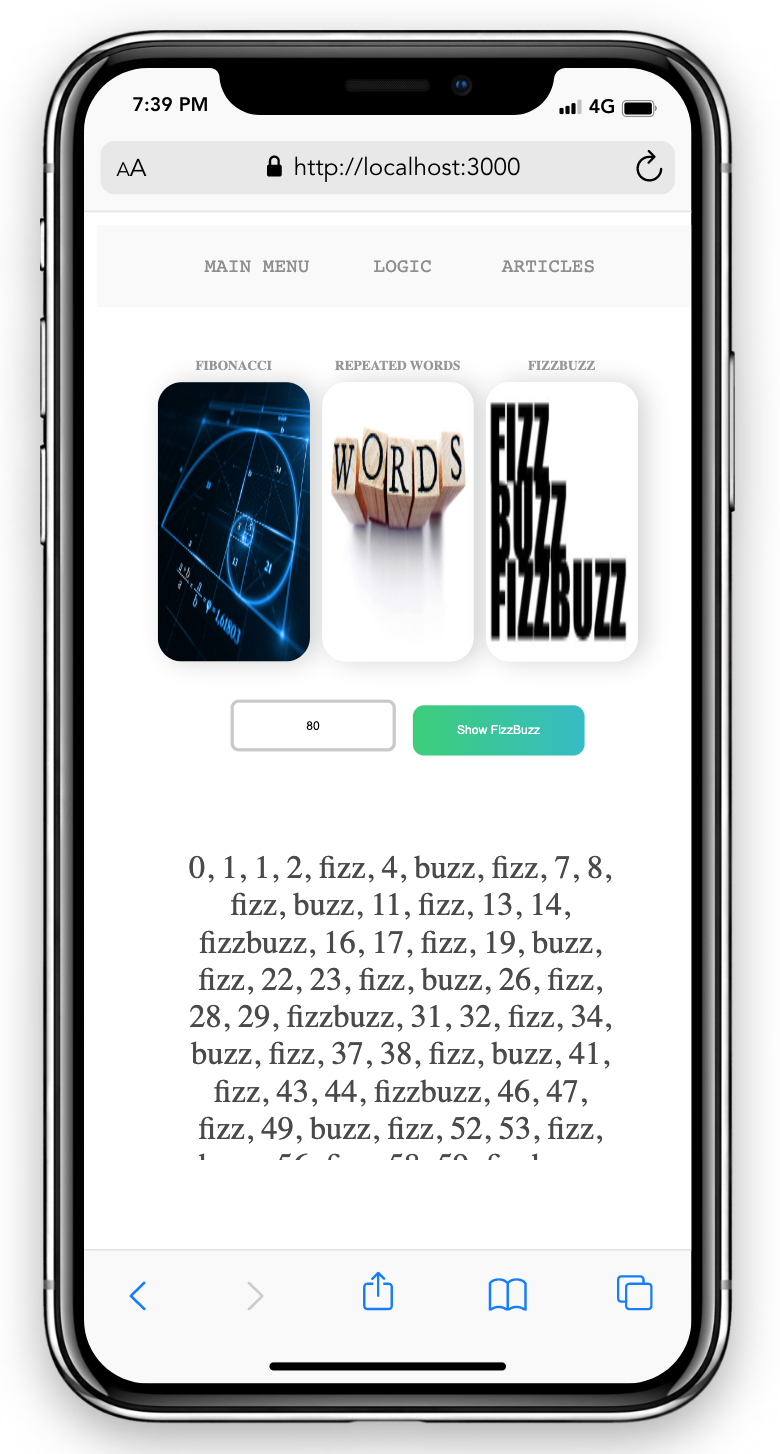 7:39 PM
4G
AA
http://localhost:3000
MAIN MENU LOGIC ARTICLES
FIBONACCI REPEATED WORDS FIZZBUZZ
WORDS
FIZZ
BUZZ
FIZZBUZZ
13
21
80
Show FizzBuzz
0, 1, 1, 2, fizz, 4, buzz, fizz, 7, 8,
fizz, buzz, 11, fizz, 13, 14,
fizzbuzz, 16, 17, fizz, 19, buzz,
fizz, 22, 23, fizz, buzz, 26, fizz,
28, 29, fizzbuzz, 31, 32, fizz, 34,
buzz, fizz, 37, 38, fizz, buzz, 41,
fizz, 43, 44, fizzbuzz, 46, 47,
fizz, 49, buzz, fizz, 52, 53, fizz,